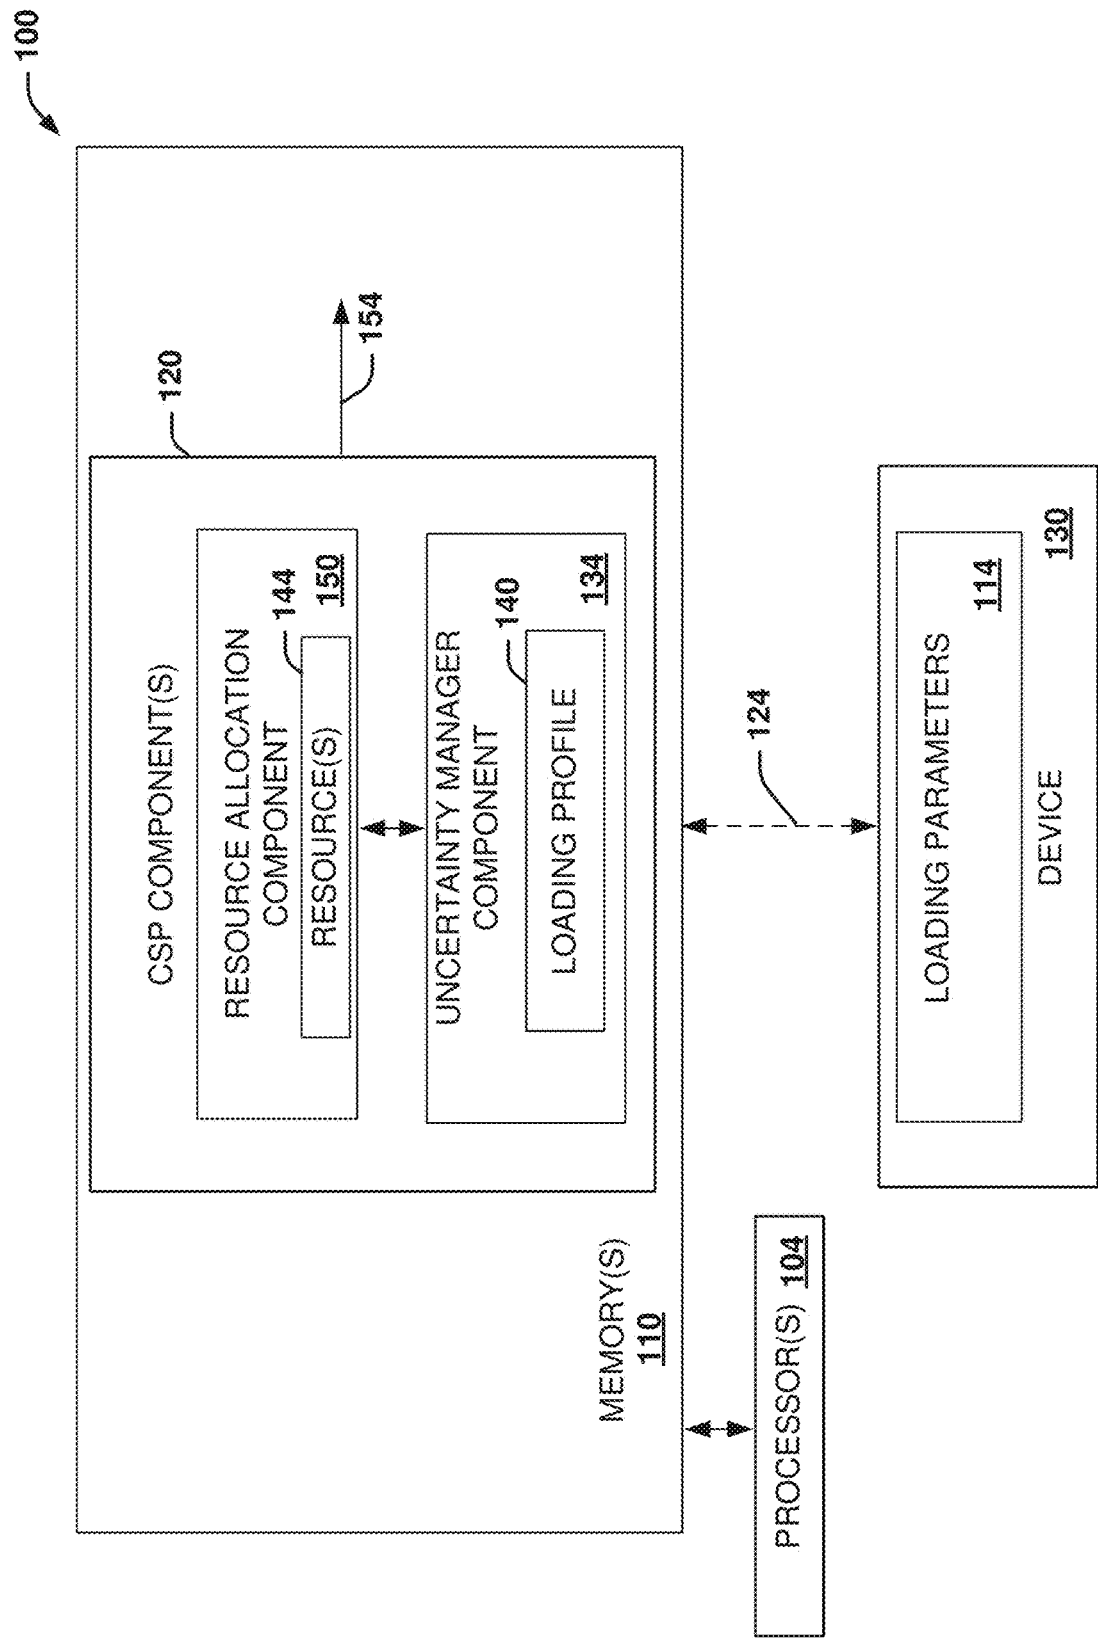 100
120
CSP COMPONENT(S)
154
RESOURCE ALLOCATION
COMPONENT
144
RESOURCE(S)
150
UNCERTAINTY MANAGER
COMPONENT
140
LOADING PROFILE
134
MEMORY(S)
110
124
PROCESSOR(S) 104
LOADING PARAMETERS
114
DEVICE
130